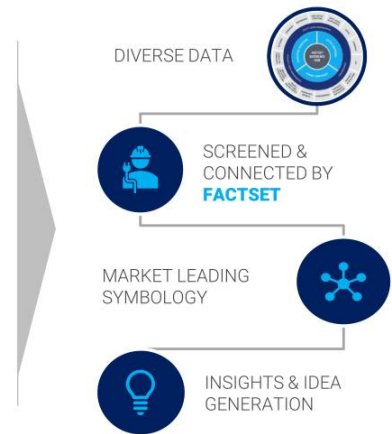 DIVERSE DATA
SCREENED &
CONNECTED BY
FACTSET
MARKET LEADING
SYMBOLOGY
INSIGHTS & IDEA
GENERATION